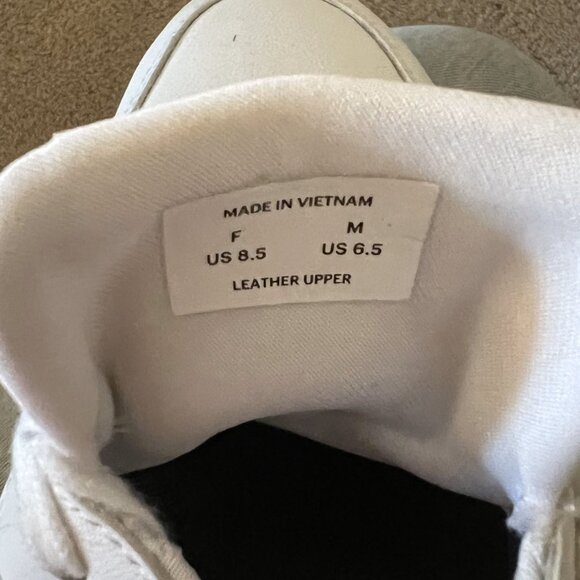 MADE IN VIETNAM
F M
US 8.5 US 6.5
LEATHER UPPER